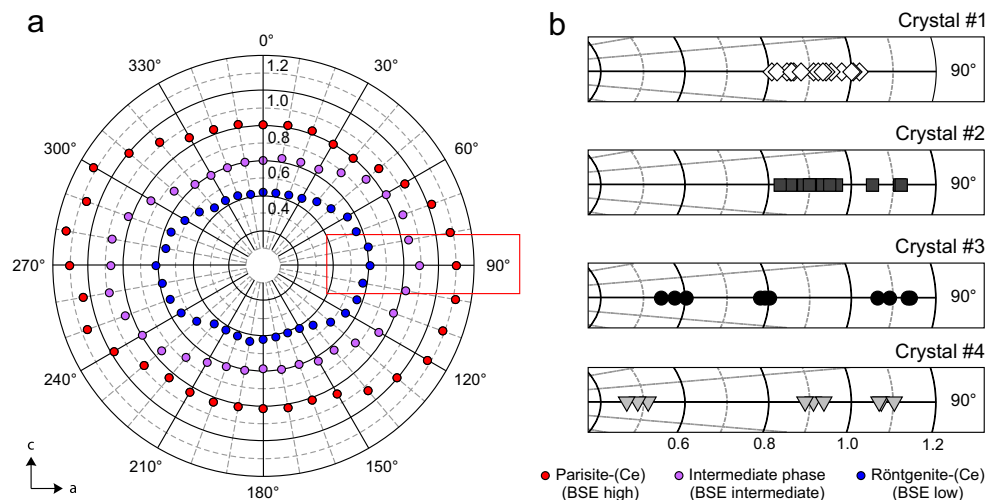 a
0°
30°
60°
90°
120°
150°
180°
210°
240°
270°
300°
330°
1.2
1.0
0.8
0.6
0.4
c
a
b
Crystal #1
90°
Crystal #2
90°
Crystal #3
90°
Crystal #4
90°
0.6 0.8 1.0 1.2
Parisite-(Ce)
(BSE high)
Intermediate phase
(BSE intermediate)
Röntgenite-(Ce)
(BSE low)